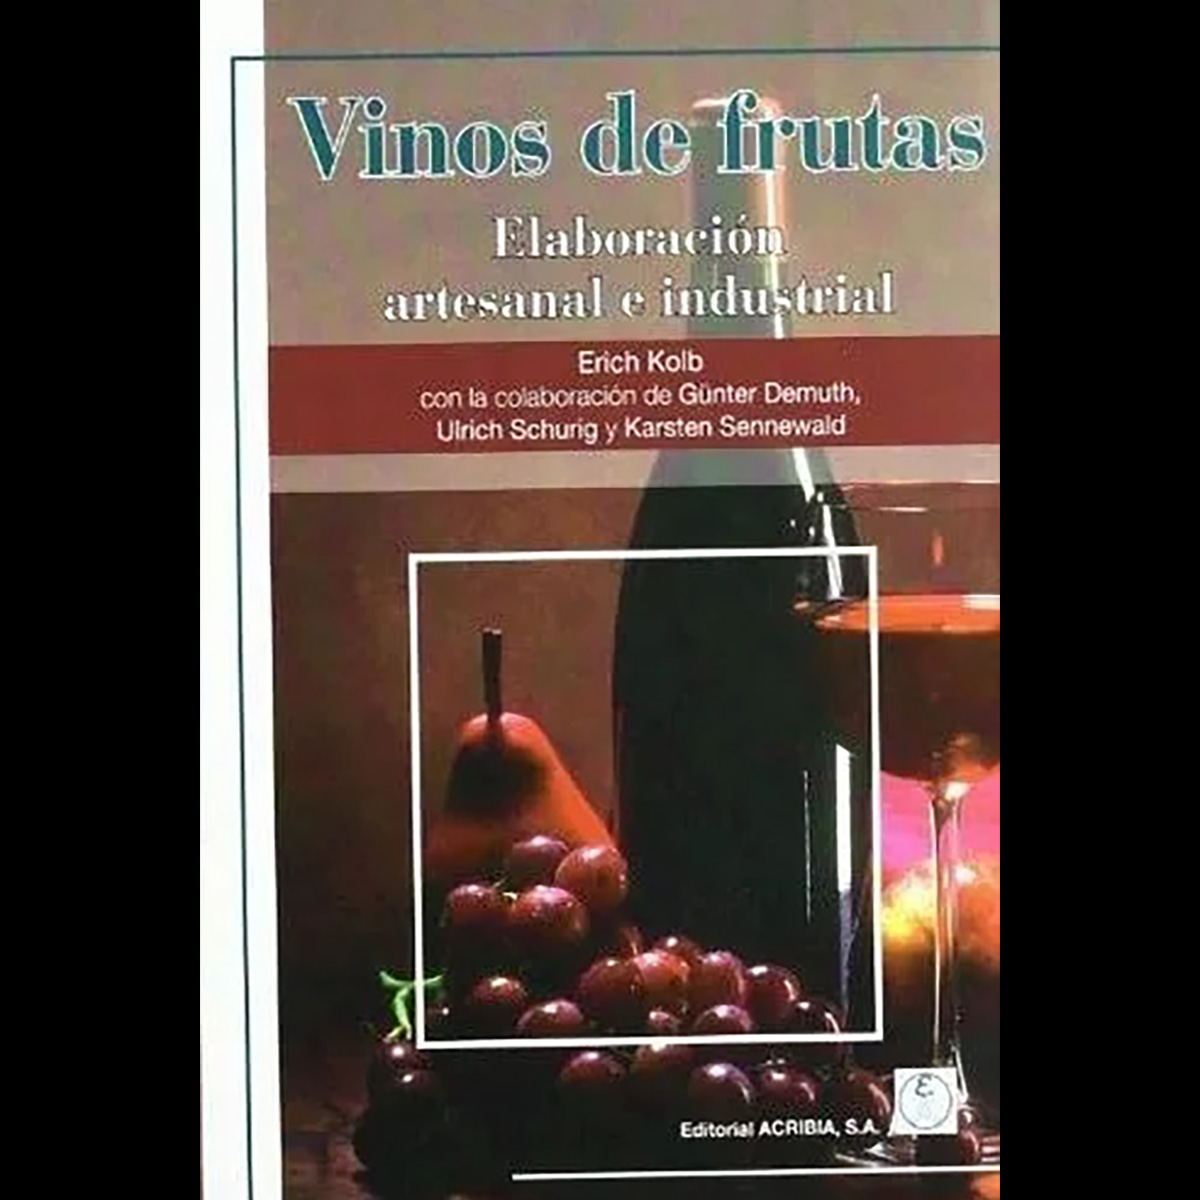 Vinos de frutas
Elaboración
artesanal e industrial
Erich Kolb
con la colaboración de Günter Demuth,
Ulrich Schurig y Karsten Sennewald
Editorial ACRIBIA, S.A.